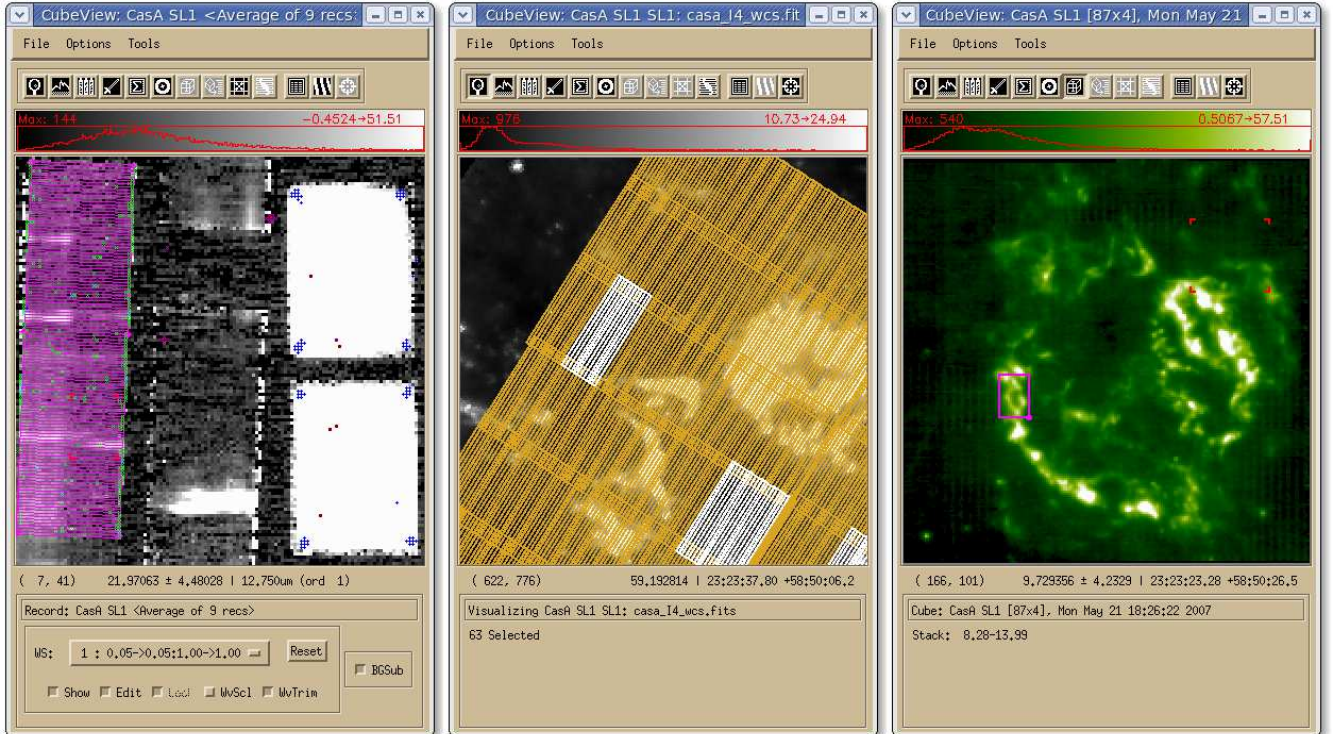 CubeView: CasA SL1 <Average of 9 recs:
File Options Tools
Max: 144
-0.4524→51.51
( 7, 41) 21.97063 ± 4.48028 | 12.750um (ord 1)
Record: CasA SL1 <Average of 9 recs>
WS: 1 : 0.05->0.05:1.00->1.00 Reset
BGSub
Show Edit WvScl WvTrim
CubeView: CasA SL1 SL1: casa_I4_wcs.fit
File Options Tools
Max: 976
10.73→24.94
( 622, 776) 59.192814 | 23:23:37.80 +58:50:06.2
Visualizing CasA SL1 SL1: casa_I4_wcs.fits
63 Selected
CubeView: CasA SL1 [87x4], Mon May 21
File Options Tools
Max: 540
0.5067→57.51
( 166, 101) 9.729356 ± 4.2329 | 23:23:23.28 +58:50:26.5
Cube: CasA SL1 [87x4], Mon May 21 18:26:22 2007
Stack: 8.28-13.99